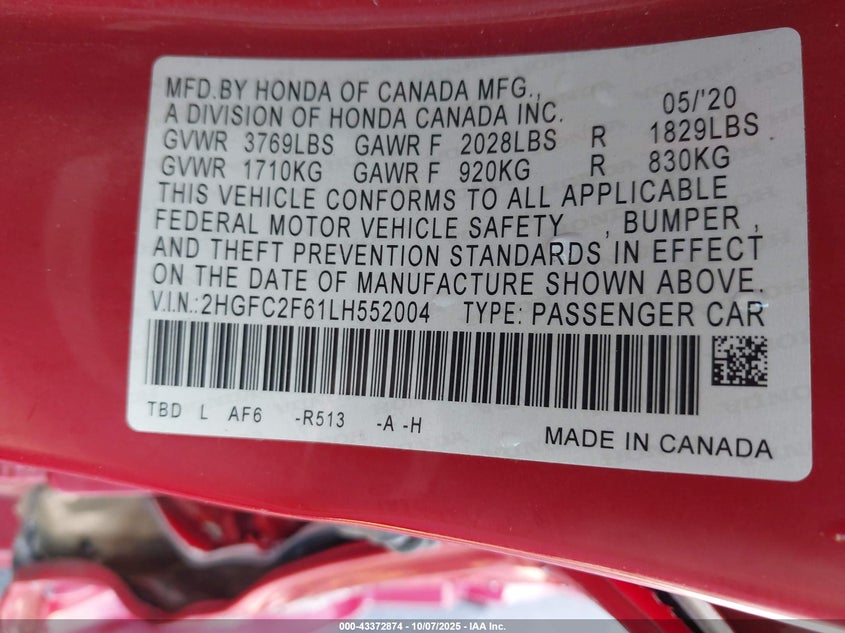 MFD.BY HONDA OF CANADA MFG.,
A DIVISION OF HONDA CANADA INC. 05/'20
GVWR 3769LBS GAWR F 2028LBS R 1829LBS
GVWR 1710KG GAWR F 920KG R 830KG
THIS VEHICLE CONFORMS TO ALL APPLICABLE
FEDERAL MOTOR VEHICLE SAFETY , BUMPER ,
AND THEFT PREVENTION STANDARDS IN EFFECT
ON THE DATE OF MANUFACTURE SHOWN ABOVE.
V.I.N.:2HGFC2F61LH552004 TYPE: PASSENGER CAR
TBD L AF6 -R513 -A -H
MADE IN CANADA
000-43372874 | 10/07/2025 - IAA Inc.